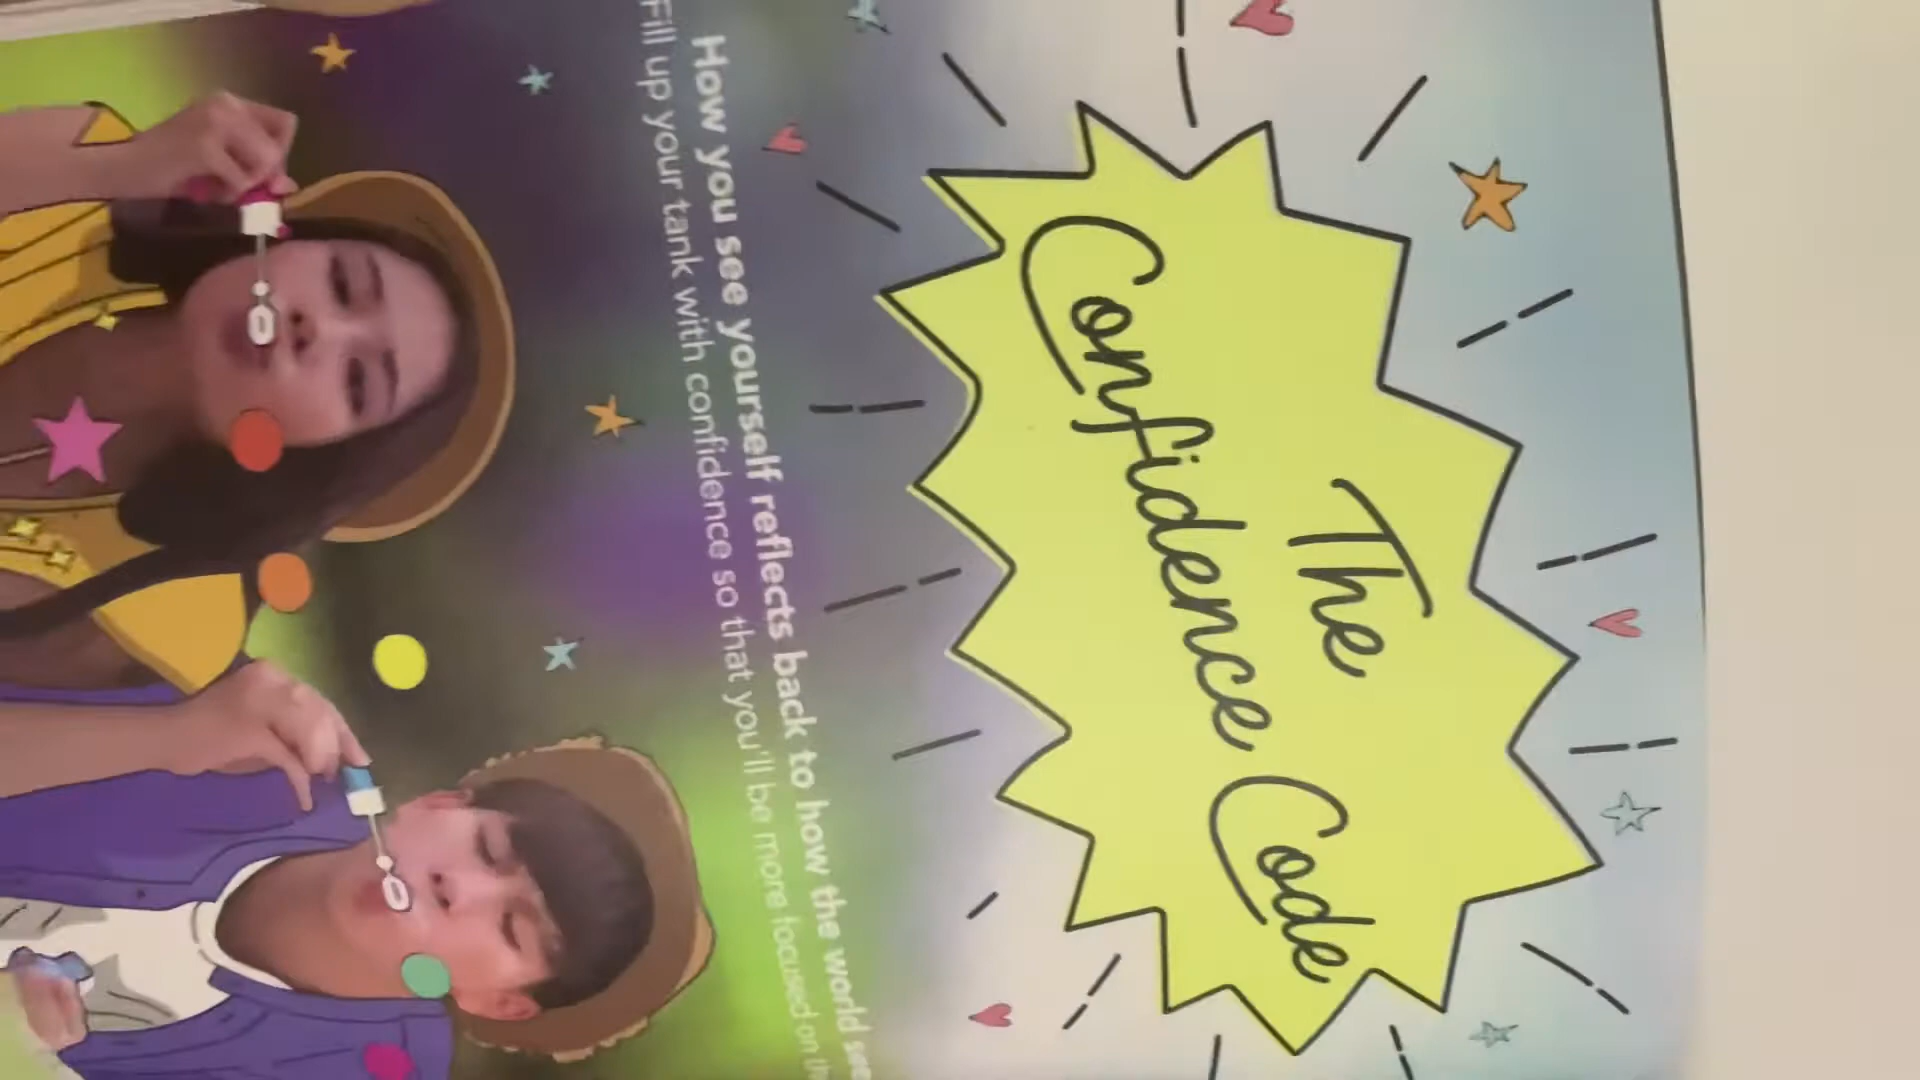 The
Confidence Code
How you see yourself reflects back to how the world see
Fill up your tank with confidence so that you'll be more focused on